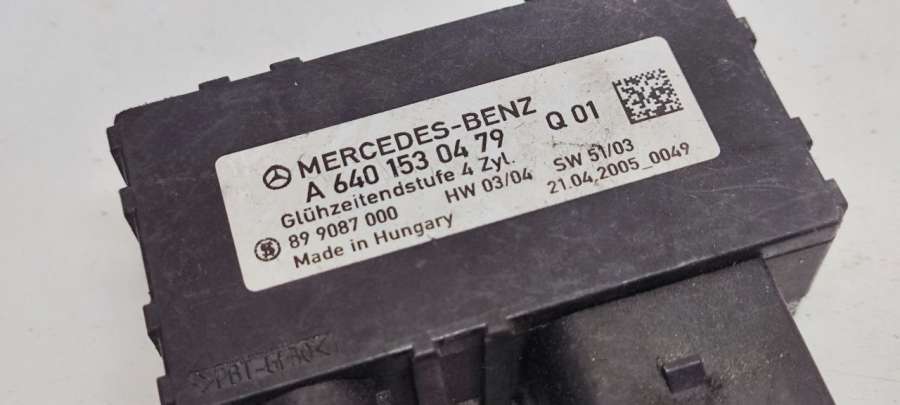 MERCEDES-BENZ
A 640 153 04 79 Q 01
Glühzeitendstufe 4 Zyl.
HW 03/04 SW 51/03
89 9087 000 21.04.2005_0049
Made in Hungary